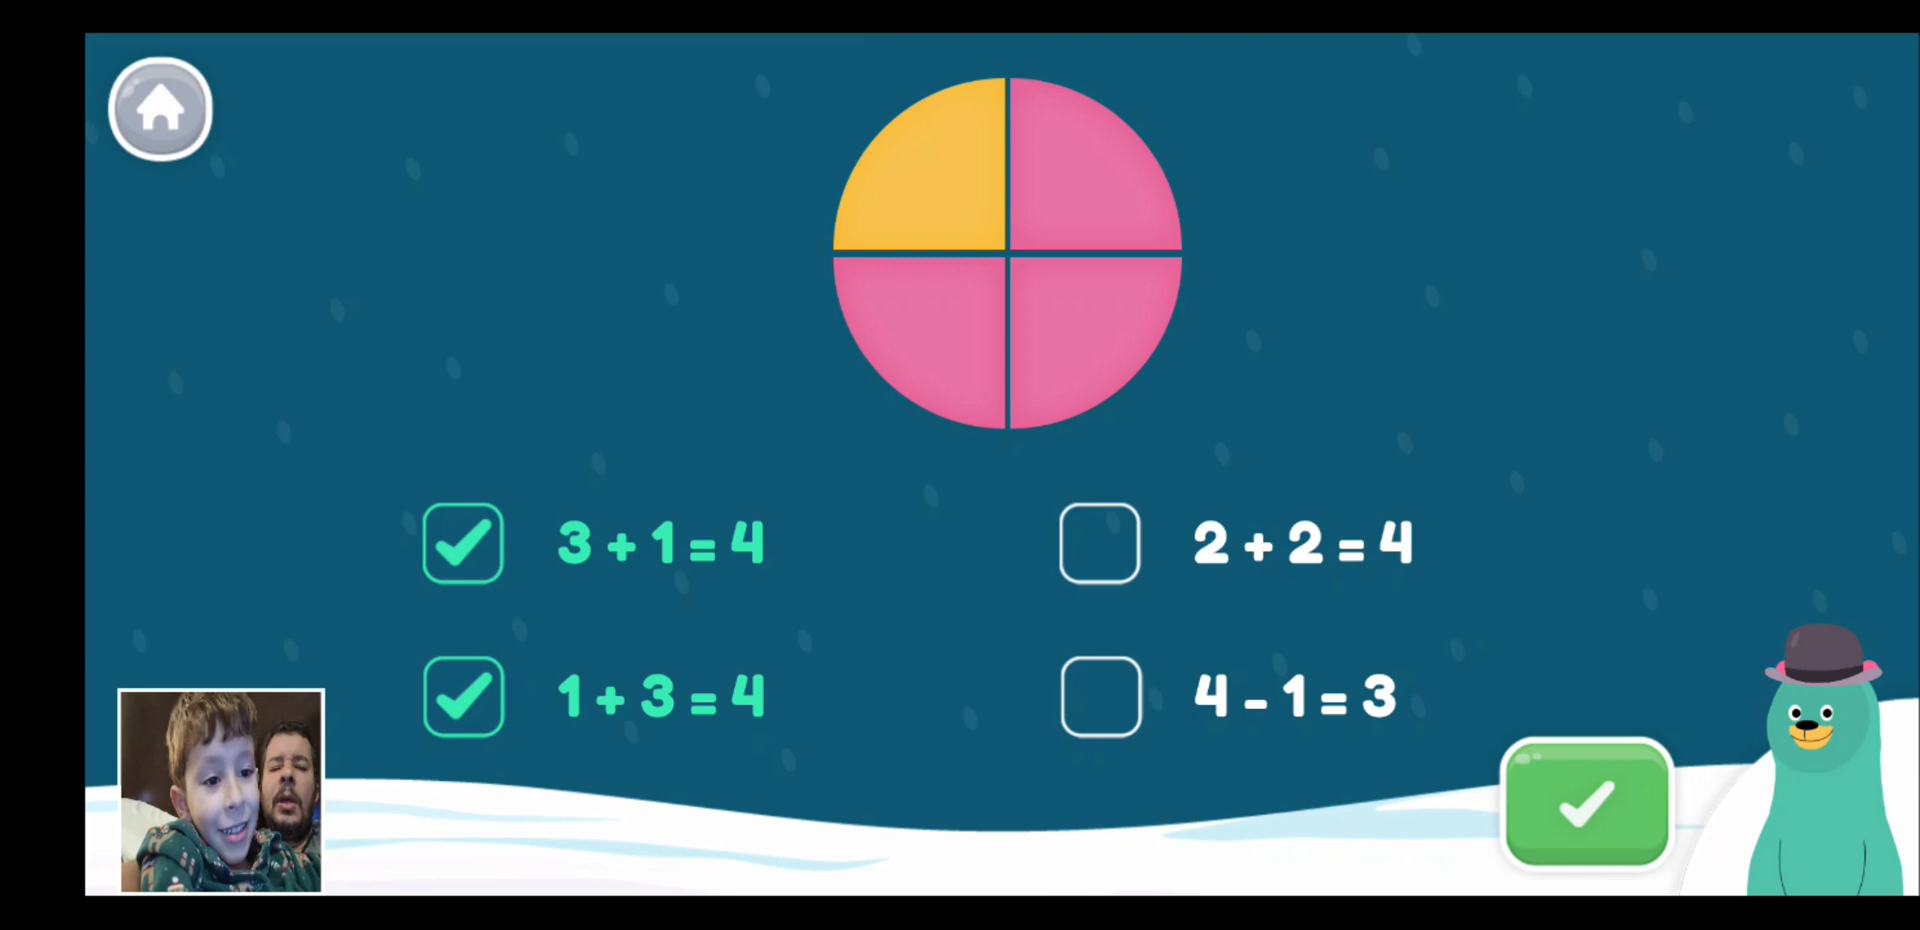 3 + 1 = 4
2 + 2 = 4
1 + 3 = 4
4 - 1 = 3